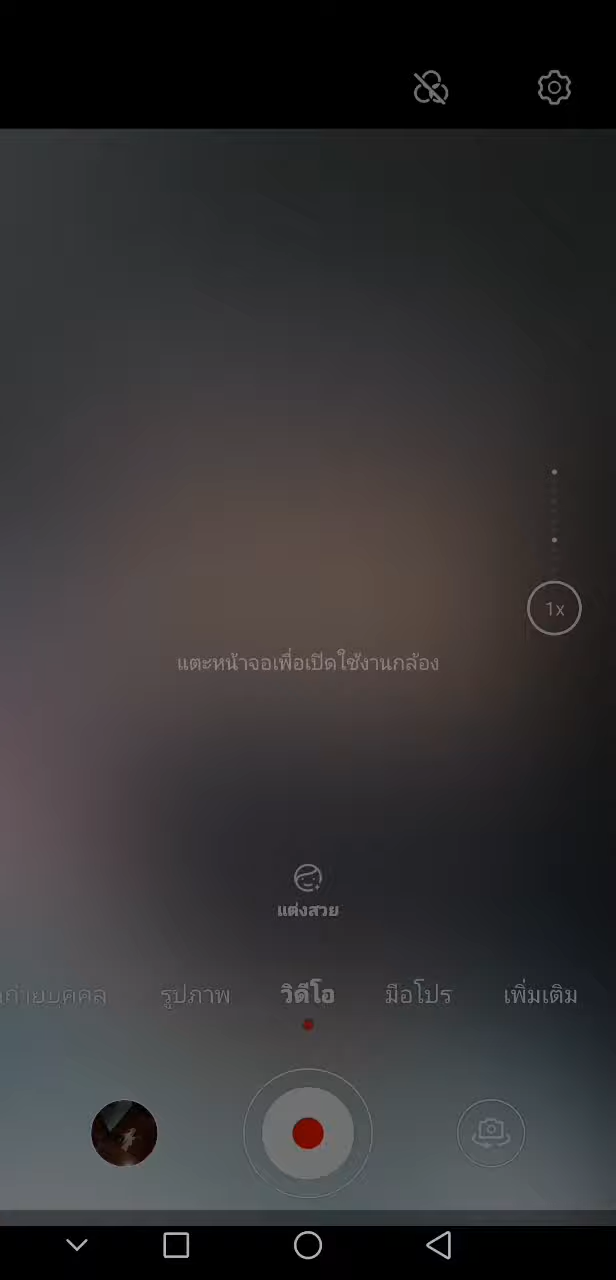 1x
แตะหน้าจอเพื่อเปิดใช้งานกล้อง
แต่งสวย
รูปภาพ วิดีโอ มือโปร เพิ่มเติม